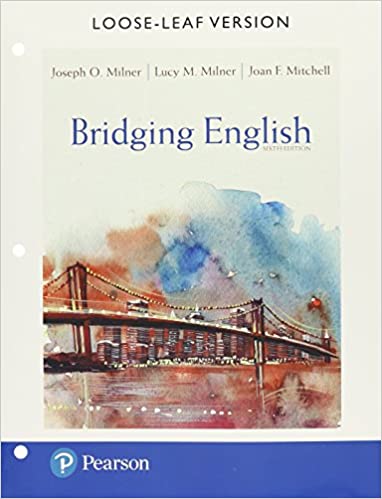 LOOSE-LEAF VERSION
Joseph O. Milner | Lucy M. Milner | Joan F. Mitchell
Bridging English
SIXTH EDITION
Pearson